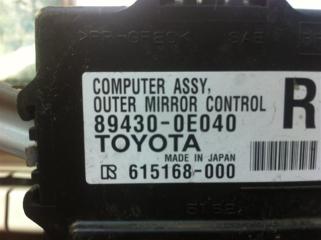 COMPUTER ASSY,
OUTER MIRROR CONTROL
R
89430-0E040
TOYOTA
MADE IN JAPAN
R 615168-000